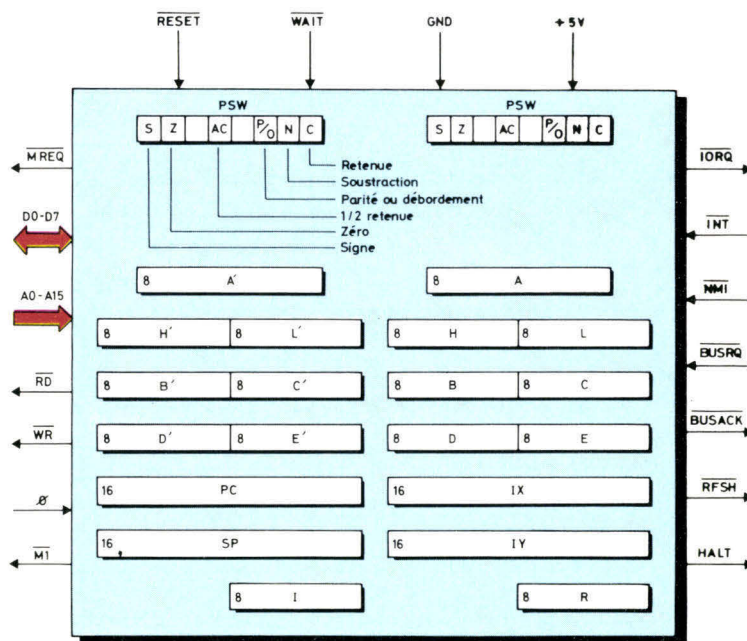 RESET WAIT GND +5V
PSW PSW
S Z AC P/O N C S Z AC P/O N C
MREQ Retenue IORQ
Soustraction
D0-D7 Parité ou débordement INT
1/2 retenue
Zéro
Signe
8 A′ 8 A
A0-A15 NMI
8 H′ 8 L′ 8 H 8 L
BUSRQ
RD 8 B′ 8 C′ 8 B 8 C
WR 8 D′ 8 E′ 8 D 8 E BUSACK
16 PC 16 IX RFSH
Ø
16 SP 16 IY
M1 HALT
8 I 8 R